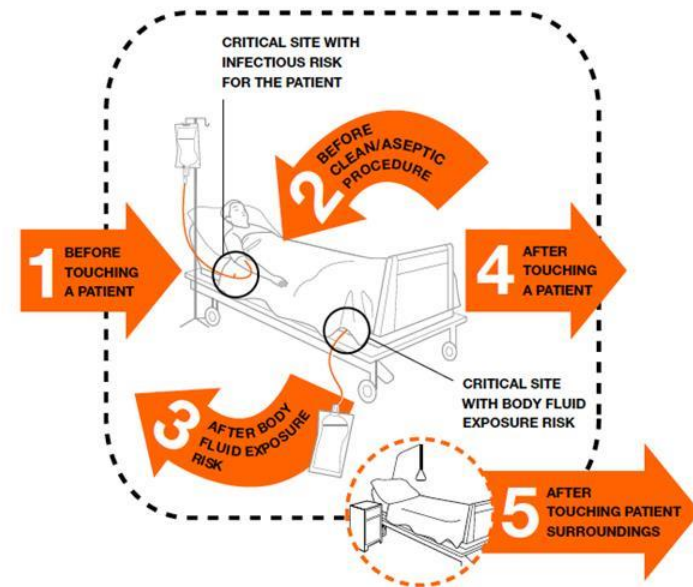 CRITICAL SITE WITH
INFECTIOUS RISK
FOR THE PATIENT
2
BEFORE
CLEAN/ASEPTIC
PROCEDURE
1
BEFORE
TOUCHING
A PATIENT
4
AFTER
TOUCHING
A PATIENT
3
AFTER BODY
FLUID EXPOSURE
RISK
CRITICAL SITE
WITH BODY FLUID
EXPOSURE RISK
5
AFTER
TOUCHING PATIENT
SURROUNDINGS